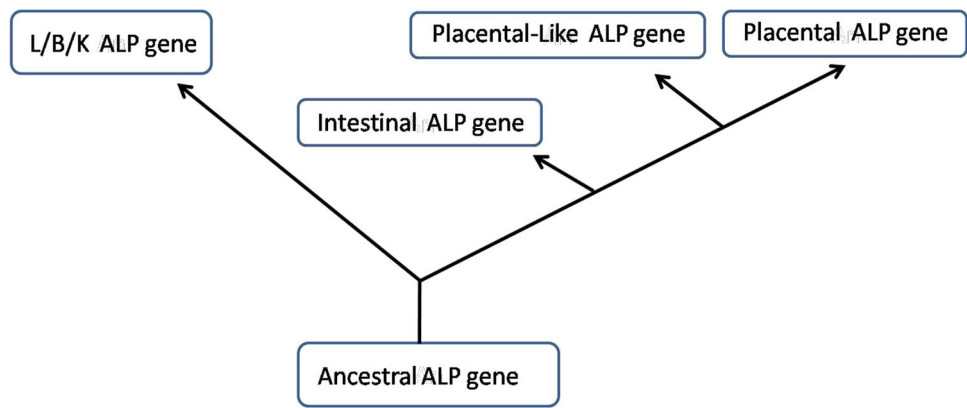 L/B/K ALP gene
Placental-Like ALP gene
Placental ALP gene
Intestinal ALP gene
Ancestral ALP gene